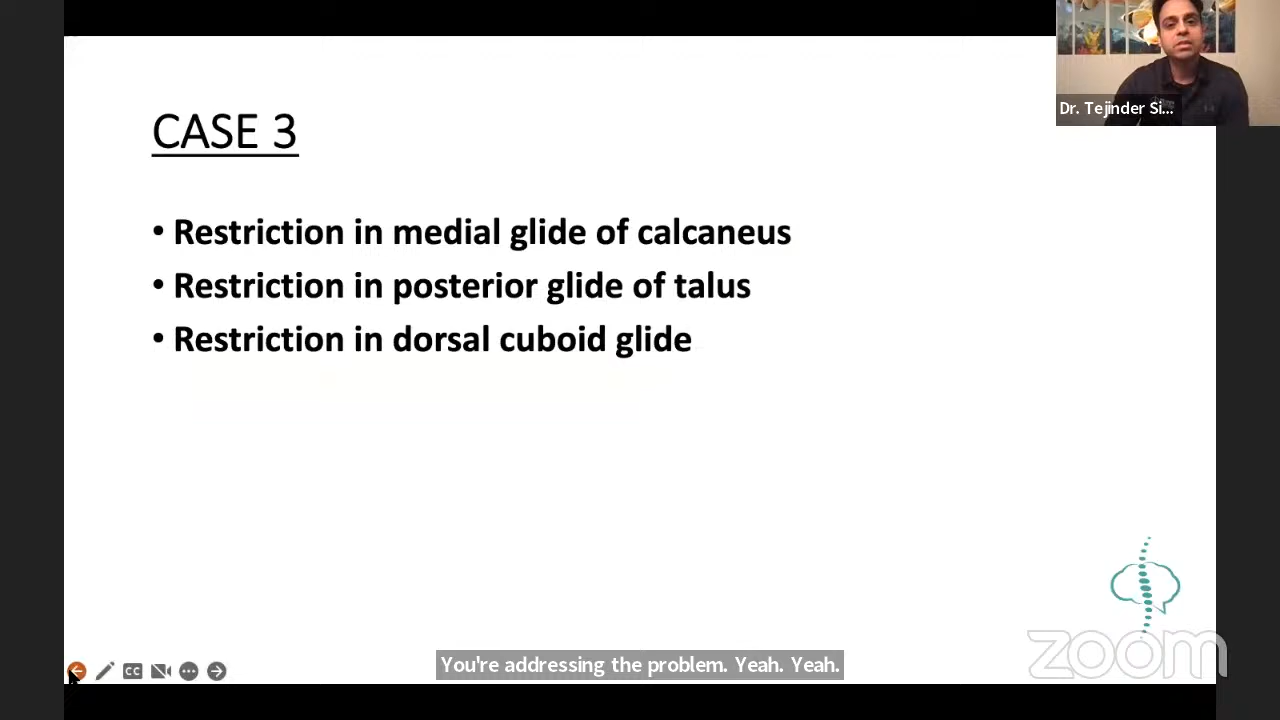 Dr. Tejinder Si...
CASE 3
• Restriction in medial glide of calcaneus
• Restriction in posterior glide of talus
• Restriction in dorsal cuboid glide
CC
You're addressing the problem. Yeah. Yeah.
zoom